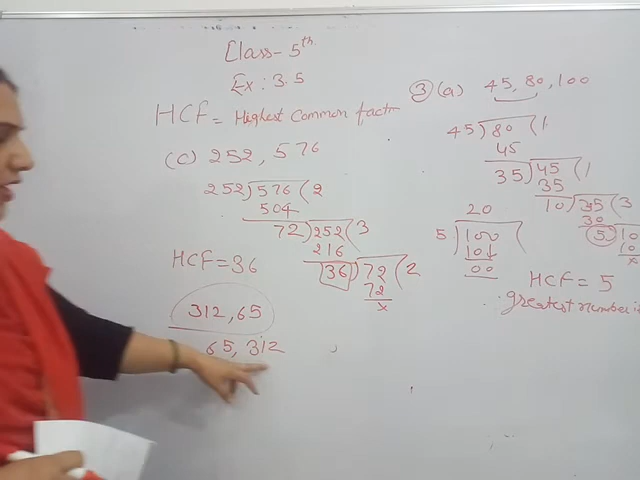 Class - 5th
Ex: 3.5
HCF = Highest Common factor
(C) 252, 576
252)576(2
504
72)252(3
216
36)72(2
72
x
HCF = 36
312, 65
65, 312
3 (a) 45, 80, 100
45)80(1
45
35)45(1
35
10)35(3
30
5)10
10
x
20
5)100(
10↓
00
HCF = 5
greatest number